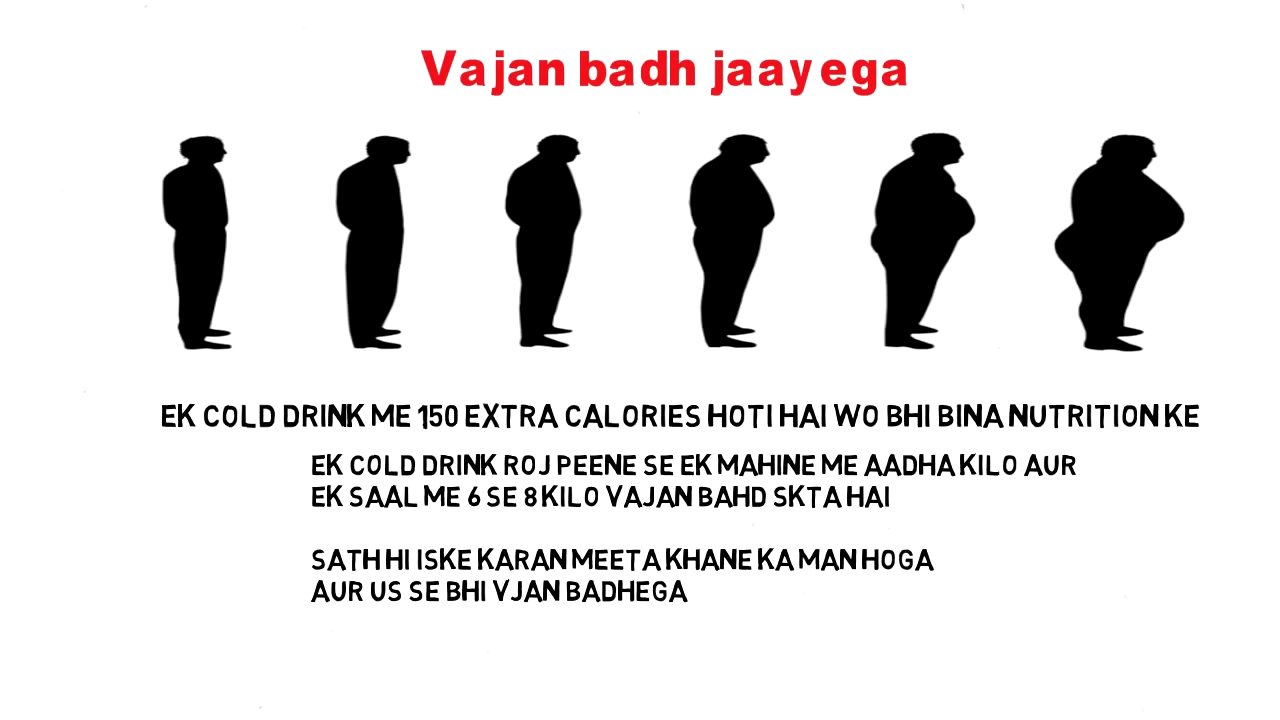 Vajan badh jaayega
EK COLD DRINK ME 150 EXTRA CALORIES HOTI HAI WO BHI BINA NUTRITION KE
EK COLD DRINK ROJ PEENE SE EK MAHINE ME AADHA KILO AUR
EK SAAL ME 6 SE 8 KILO VAJAN BAHD SKTA HAI
SATH HI ISKE KARAN MEETA KHANE KA MAN HOGA
AUR US SE BHI VJAN BADHEGA